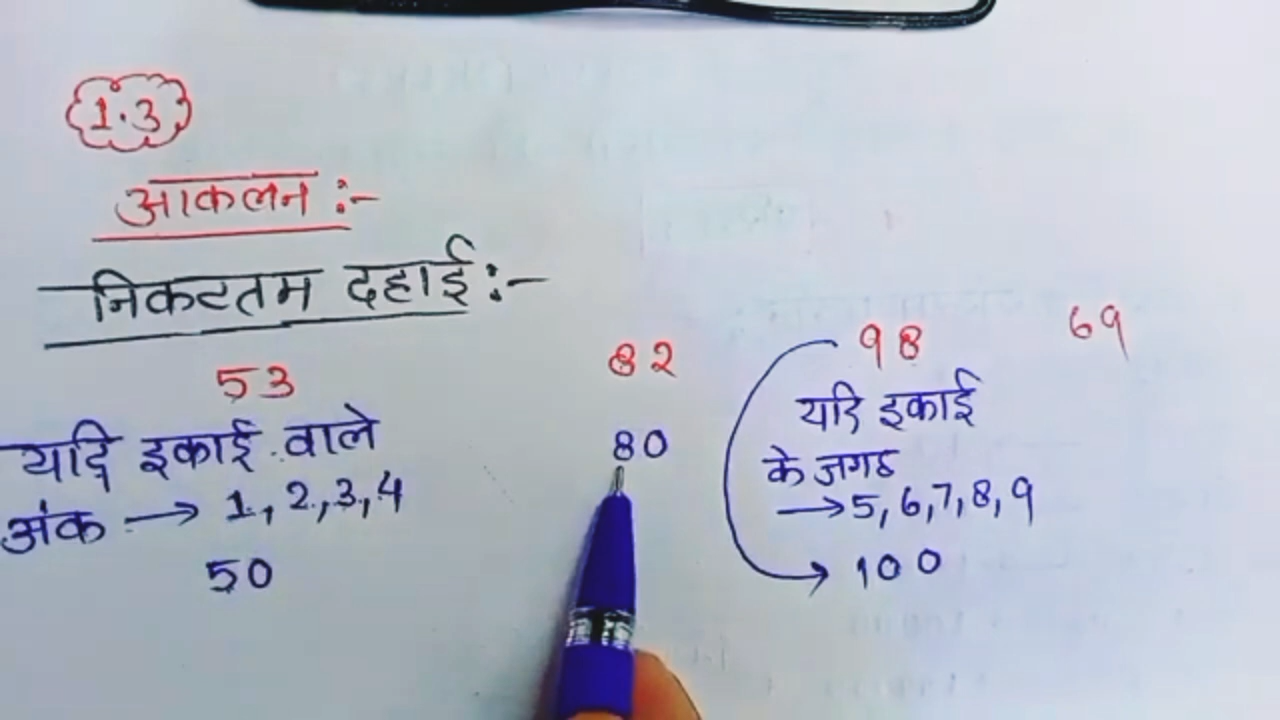 1.3
आकलन :-
निकटतम दहाई :-
53
यदि इकाई वाले
अंक → 1, 2, 3, 4
50
82
80
98
यदि इकाई
के जगह
→ 5, 6, 7, 8, 9
→ 100
69